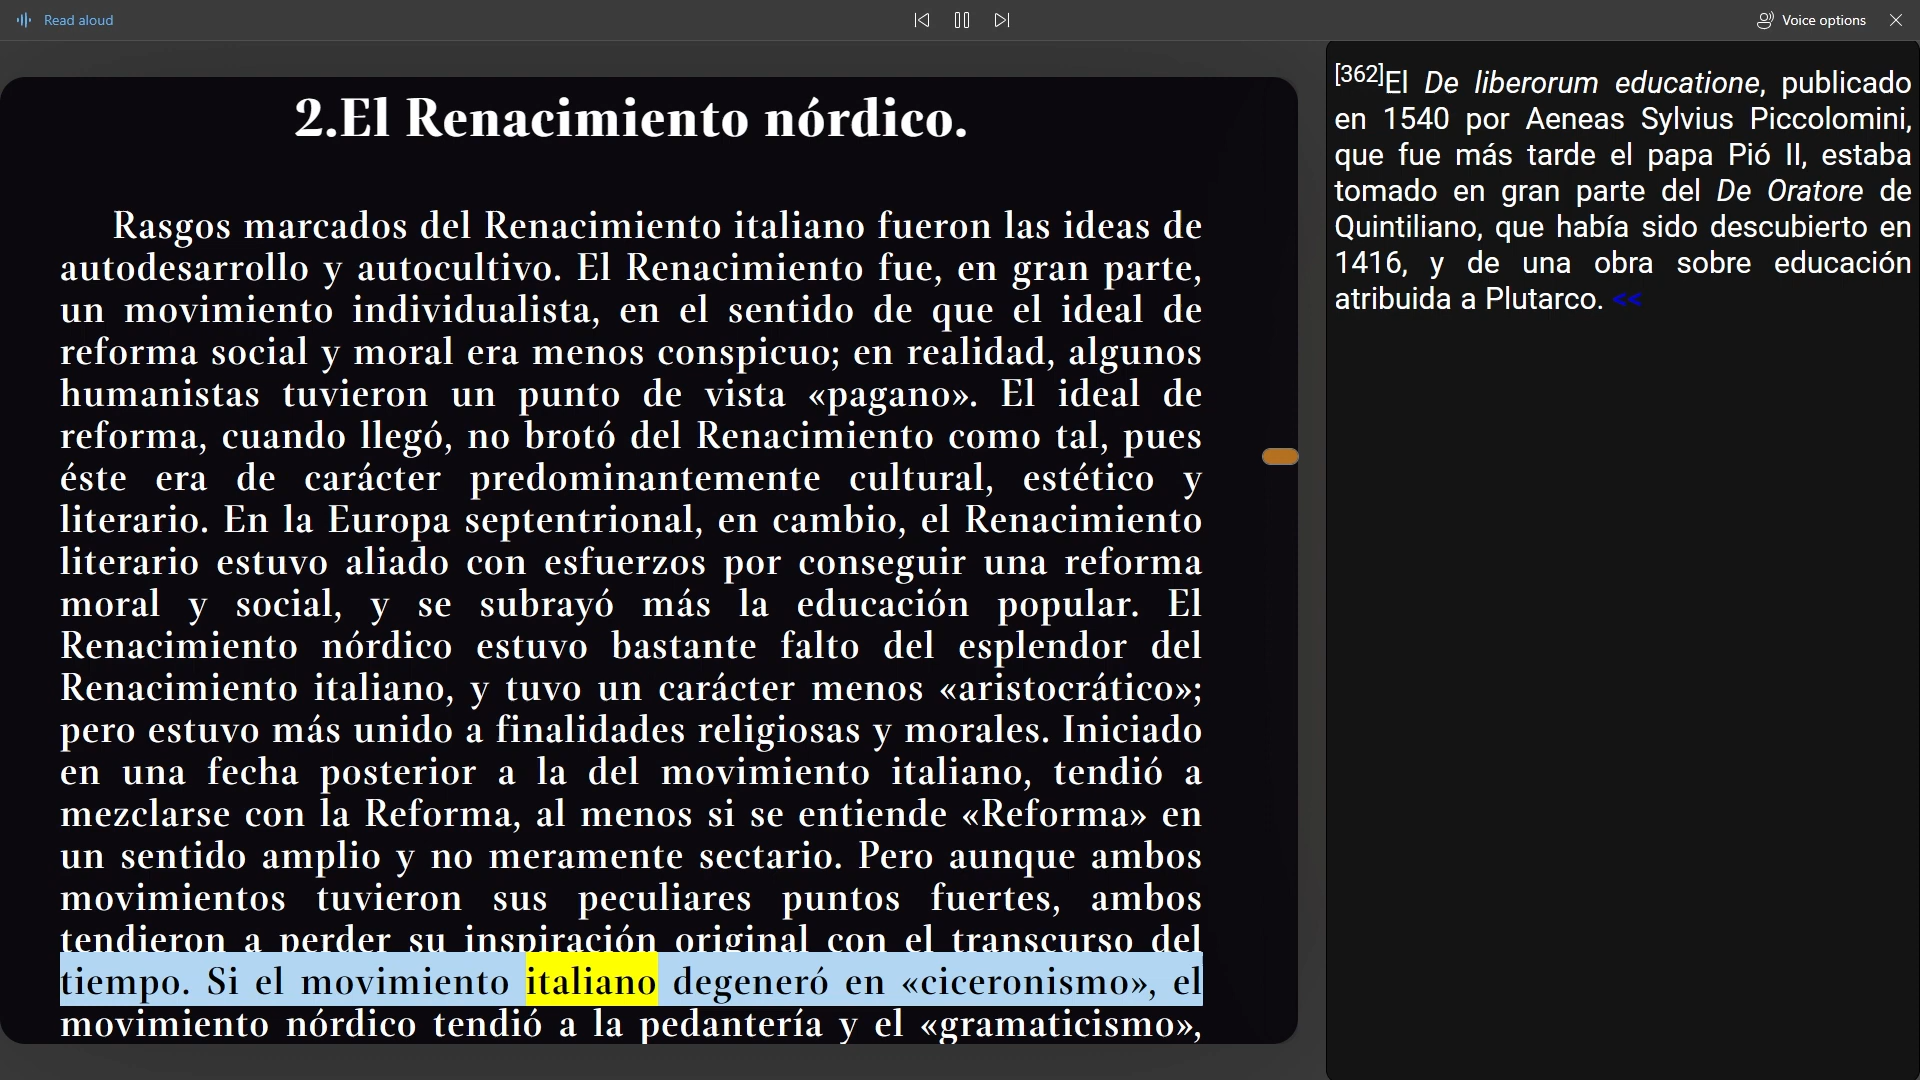 Read aloud
Voice options
2.El Renacimiento nórdico.
Rasgos marcados del Renacimiento italiano fueron las ideas de
autodesarrollo y autocultivo. El Renacimiento fue, en gran parte,
un movimiento individualista, en el sentido de que el ideal de
reforma social y moral era menos conspicuo; en realidad, algunos
humanistas tuvieron un punto de vista «pagano». El ideal de
reforma, cuando llegó, no brotó del Renacimiento como tal, pues
éste era de carácter predominantemente cultural, estético y
literario. En la Europa septentrional, en cambio, el Renacimiento
literario estuvo aliado con esfuerzos por conseguir una reforma
moral y social, y se subrayó más la educación popular. El
Renacimiento nórdico estuvo bastante falto del esplendor del
Renacimiento italiano, y tuvo un carácter menos «aristocrático»;
pero estuvo más unido a finalidades religiosas y morales. Iniciado
en una fecha posterior a la del movimiento italiano, tendió a
mezclarse con la Reforma, al menos si se entiende «Reforma» en
un sentido amplio y no meramente sectario. Pero aunque ambos
movimientos tuvieron sus peculiares puntos fuertes, ambos
tendieron a perder su inspiración original con el transcurso del
tiempo. Si el movimiento italiano degeneró en «ciceronismo», el
movimiento nórdico tendió a la pedantería y el «gramaticismo»,
[362]El De liberorum educatione, publicado
en 1540 por Aeneas Sylvius Piccolomini,
que fue más tarde el papa Pió II, estaba
tomado en gran parte del De Oratore de
Quintiliano, que había sido descubierto en
1416, y de una obra sobre educación
atribuida a Plutarco. <<